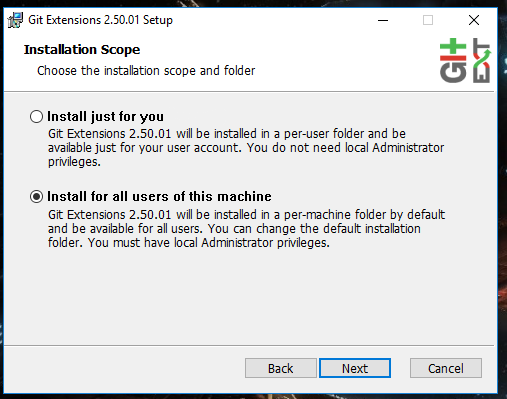 Git Extensions 2.50.01 Setup
Installation Scope
Choose the installation scope and folder
Git
EXT
Install just for you
Git Extensions 2.50.01 will be installed in a per-user folder and be
available just for your user account. You do not need local Administrator
privileges.
Install for all users of this machine
Git Extensions 2.50.01 will be installed in a per-machine folder by default
and be available for all users. You can change the default installation
folder. You must have local Administrator privileges.
Back
Next
Cancel